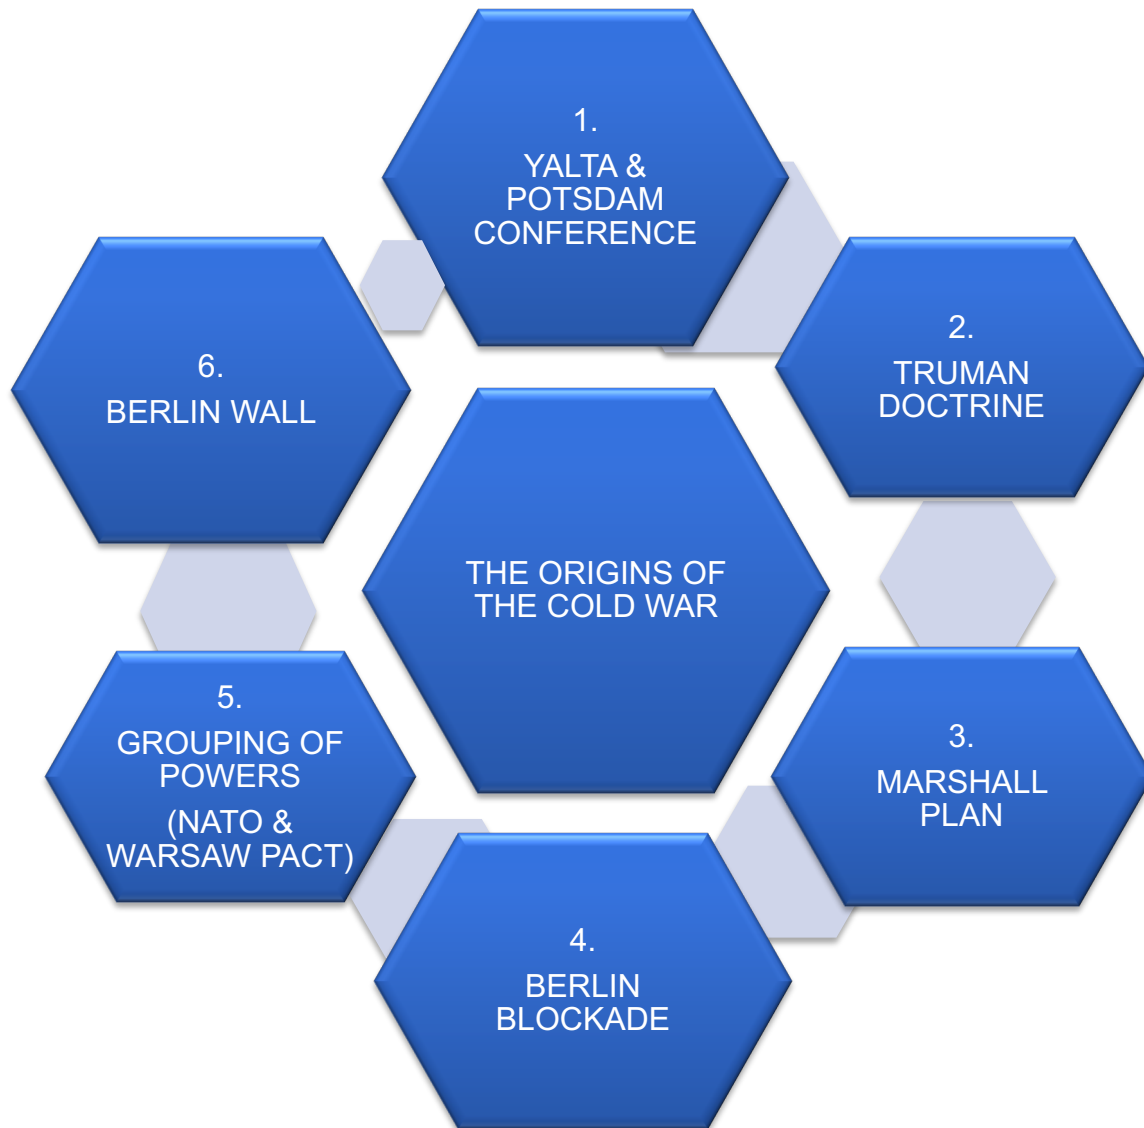 1.
YALTA &
POTSDAM
CONFERENCE
2.
TRUMAN
DOCTRINE
3.
MARSHALL
PLAN
4.
BERLIN
BLOCKADE
5.
GROUPING OF
POWERS
(NATO &
WARSAW PACT)
6.
BERLIN WALL
THE ORIGINS OF
THE COLD WAR